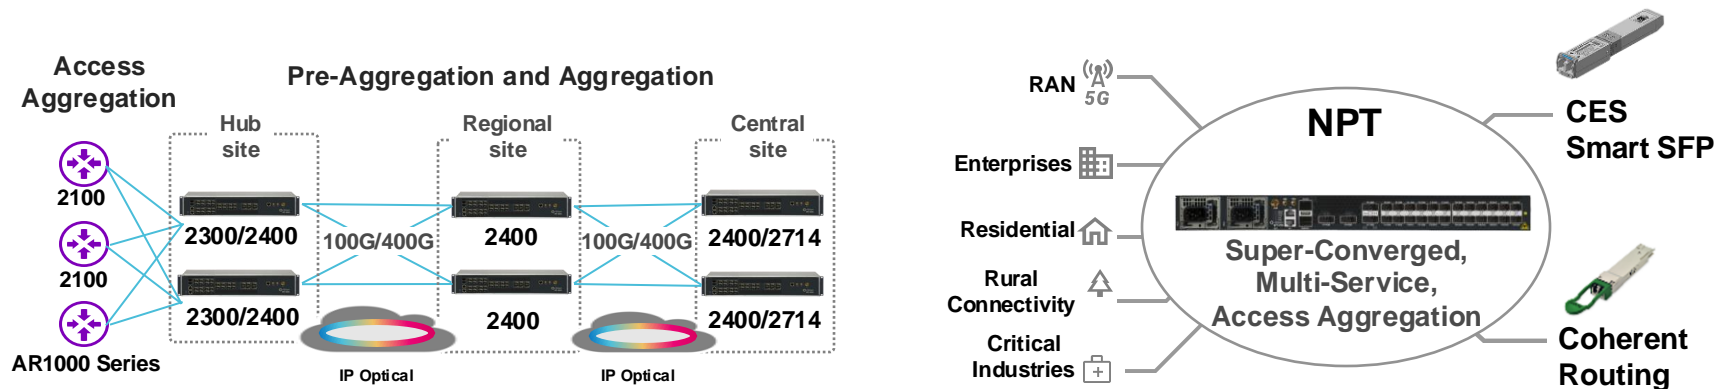 Access
Aggregation
Pre-Aggregation and Aggregation
Hub
site
Regional
site
Central
site
2100
2100
AR1000 Series
2300/2400
2300/2400
100G/400G
2400
2400
100G/400G
2400/2714
2400/2714
IP Optical
IP Optical
RAN
5G
Enterprises
Residential
Rural
Connectivity
Critical
Industries
NPT
Super-Converged,
Multi-Service,
Access Aggregation
CES
Smart SFP
Coherent
Routing